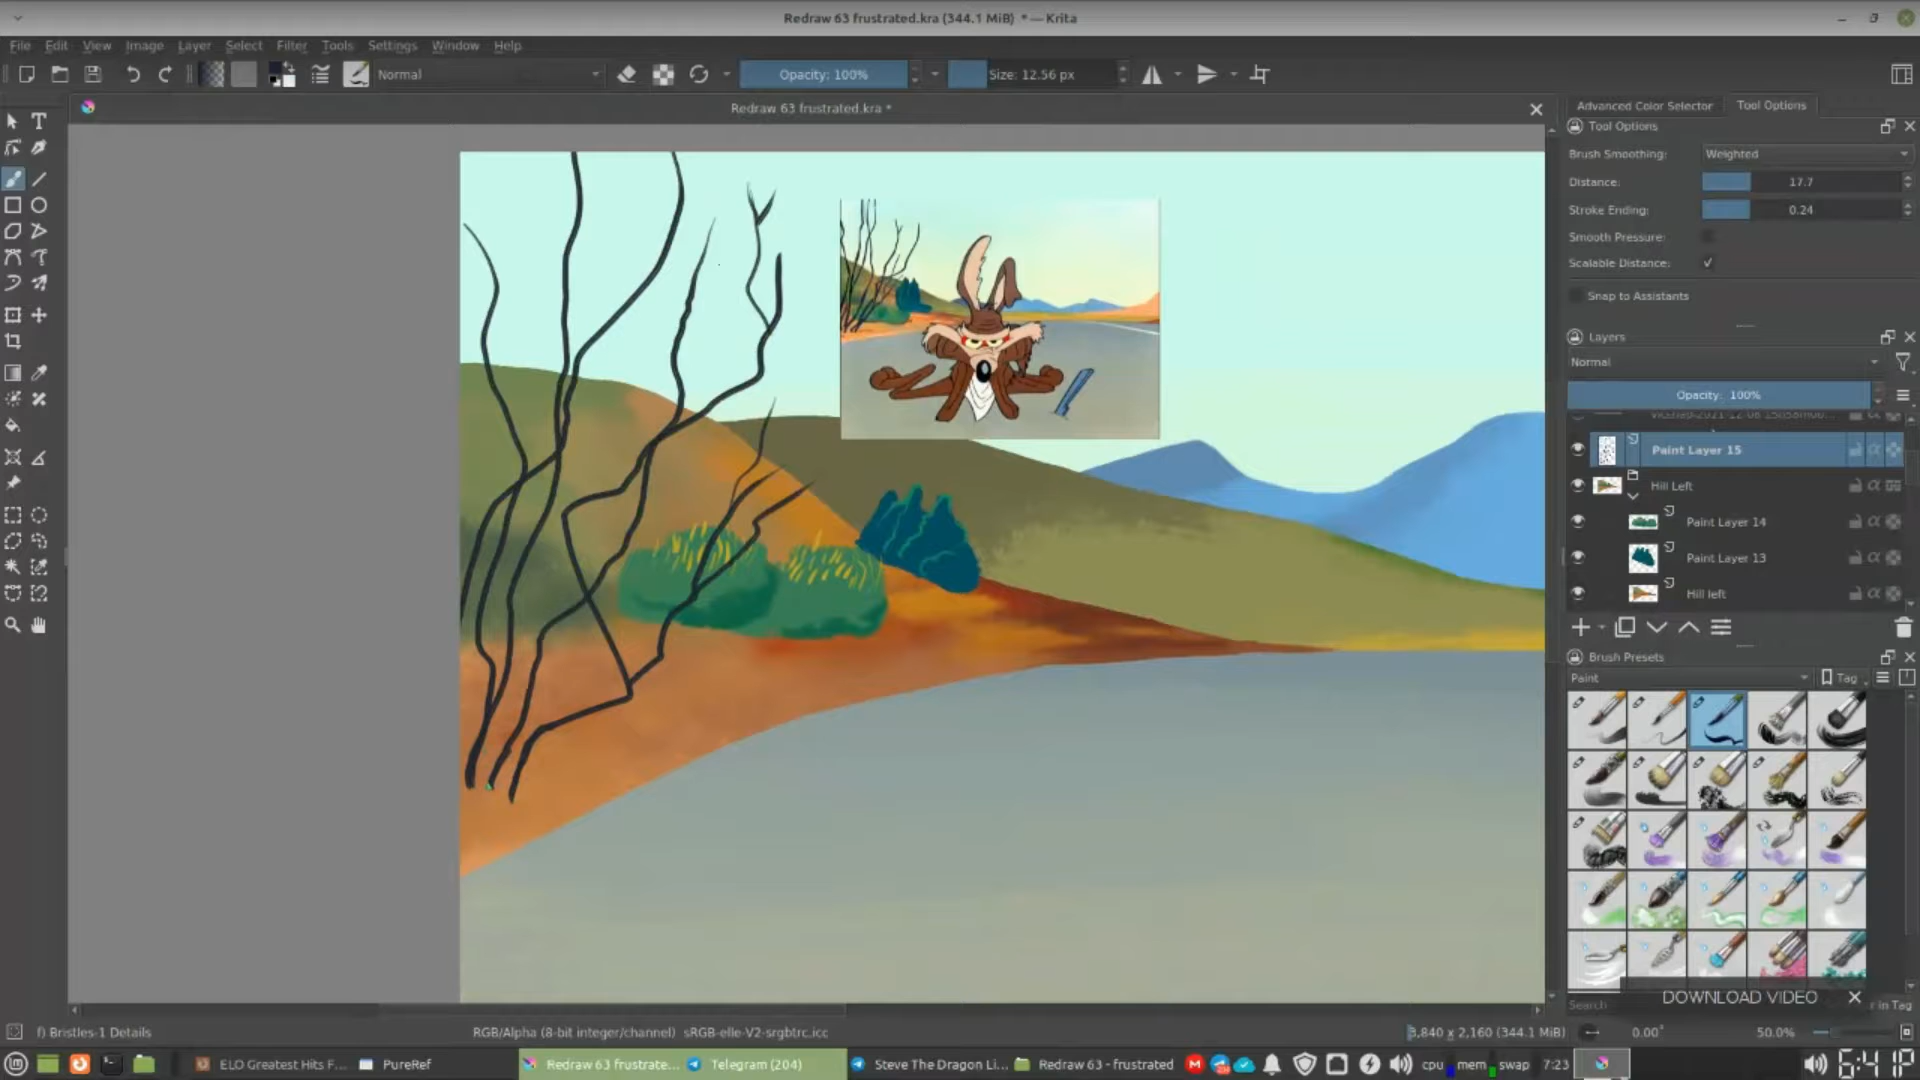 Redraw 63 frustrated.kra (344.1 MiB) * — Krita
File Edit View Image Layer Select Filter Tools Settings Window Help
Normal
Opacity: 100%
Size: 12.56 px
Redraw 63 frustrated.kra *
Advanced Color Selector
Tool Options
Tool Options
Brush Smoothing: Weighted
Distance: 17.7
Stroke Ending: 0.24
Smooth Pressure:
Scalable Distance: ✓
Snap to Assistants
Layers
Normal
Opacity: 100%
Paint Layer 15
Hill Left
Paint Layer 14
Paint Layer 13
Hill left
Brush Presets
Paint
Tag
Search
DOWNLOAD VIDEO
r in Tag
f) Bristles-1 Details
RGB/Alpha (8-bit integer/channel) sRGB-elle-V2-srgbtrc.icc
3,840 x 2,160 (344.1 MiB)
0.00°
50.0%
ELO Greatest Hits F...
PureRef
Redraw 63 frustrate...
Telegram (204)
Steve The Dragon Li...
Redraw 63 - frustrated
cpu mem swap 7:23
6:41P